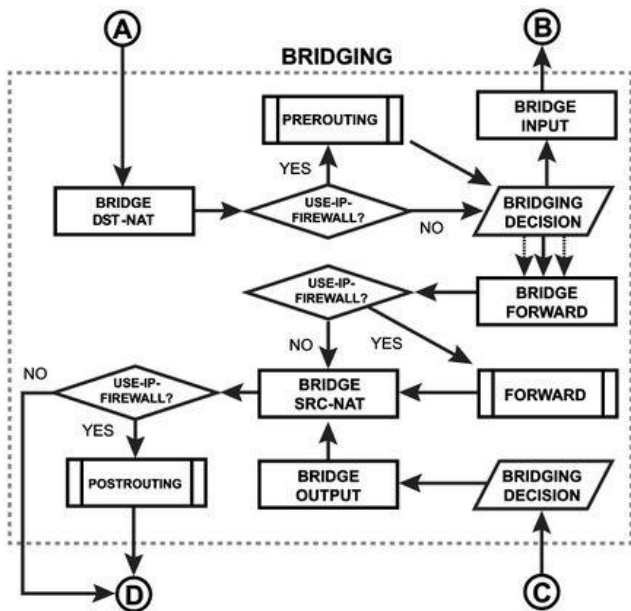 A
B
BRIDGING
PREROUTING
BRIDGE
INPUT
YES
BRIDGE
DST-NAT
USE-IP-
FIREWALL?
NO
BRIDGING
DECISION
USE-IP-
FIREWALL?
BRIDGE
FORWARD
NO
YES
NO
USE-IP-
FIREWALL?
BRIDGE
SRC-NAT
FORWARD
YES
POSTROUTING
BRIDGE
OUTPUT
BRIDGING
DECISION
D
C